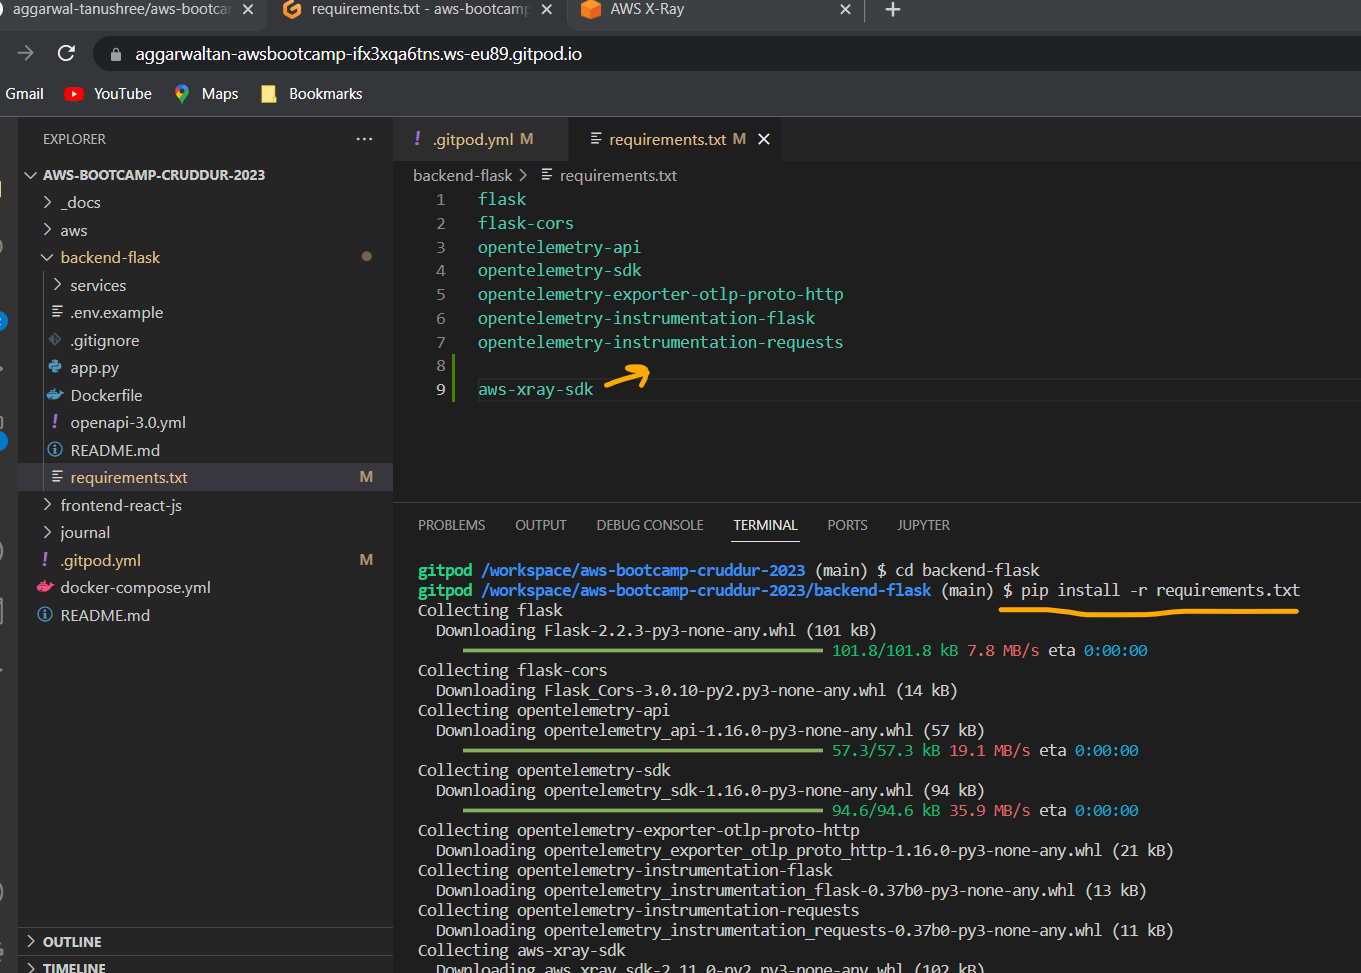 aggarwal-tanushree/aws-bootca
requirements.txt - aws-bootcamp
AWS X-Ray
aggarwaltan-awsbootcamp-ifx3xqa6tns.ws-eu89.gitpod.io
Gmail YouTube Maps Bookmarks
EXPLORER
AWS-BOOTCAMP-CRUDDUR-2023
_docs
aws
backend-flask
services
.env.example
.gitignore
app.py
Dockerfile
openapi-3.0.yml
README.md
requirements.txt M
frontend-react-js
journal
.gitpod.yml M
docker-compose.yml
README.md
OUTLINE
TIMELINE
.gitpod.yml M
requirements.txt M
backend-flask > requirements.txt
1 flask
2 flask-cors
3 opentelemetry-api
4 opentelemetry-sdk
5 opentelemetry-exporter-otlp-proto-http
6 opentelemetry-instrumentation-flask
7 opentelemetry-instrumentation-requests
8
9 aws-xray-sdk
PROBLEMS OUTPUT DEBUG CONSOLE TERMINAL PORTS JUPYTER
gitpod /workspace/aws-bootcamp-cruddur-2023 (main) $ cd backend-flask
gitpod /workspace/aws-bootcamp-cruddur-2023/backend-flask (main) $ pip install -r requirements.txt
Collecting flask
Downloading Flask-2.2.3-py3-none-any.whl (101 kB)
101.8/101.8 kB 7.8 MB/s eta 0:00:00
Collecting flask-cors
Downloading Flask_Cors-3.0.10-py2.py3-none-any.whl (14 kB)
Collecting opentelemetry-api
Downloading opentelemetry_api-1.16.0-py3-none-any.whl (57 kB)
57.3/57.3 kB 19.1 MB/s eta 0:00:00
Collecting opentelemetry-sdk
Downloading opentelemetry_sdk-1.16.0-py3-none-any.whl (94 kB)
94.6/94.6 kB 35.9 MB/s eta 0:00:00
Collecting opentelemetry-exporter-otlp-proto-http
Downloading opentelemetry_exporter_otlp_proto_http-1.16.0-py3-none-any.whl (21 kB)
Collecting opentelemetry-instrumentation-flask
Downloading opentelemetry_instrumentation_flask-0.37b0-py3-none-any.whl (13 kB)
Collecting opentelemetry-instrumentation-requests
Downloading opentelemetry_instrumentation_requests-0.37b0-py3-none-any.whl (11 kB)
Collecting aws-xray-sdk
Downloading aws_xray_sdk-2.11.0-py2.py3-none-any.whl (102 kB)